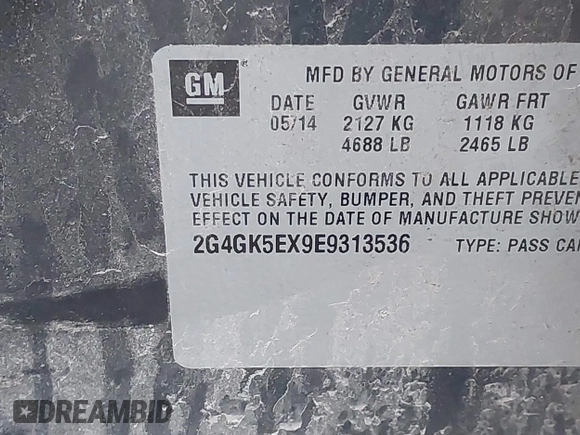 GM ®
MFD BY GENERAL MOTORS OF
DATE GVWR GAWR FRT
05/14 2127 KG 1118 KG
4688 LB 2465 LB
THIS VEHICLE CONFORMS TO ALL APPLICABLE
VEHICLE SAFETY, BUMPER, AND THEFT PREVEN
EFFECT ON THE DATE OF MANUFACTURE SHOW
2G4GK5EX9E9313536 TYPE: PASS CA
DREAMBID